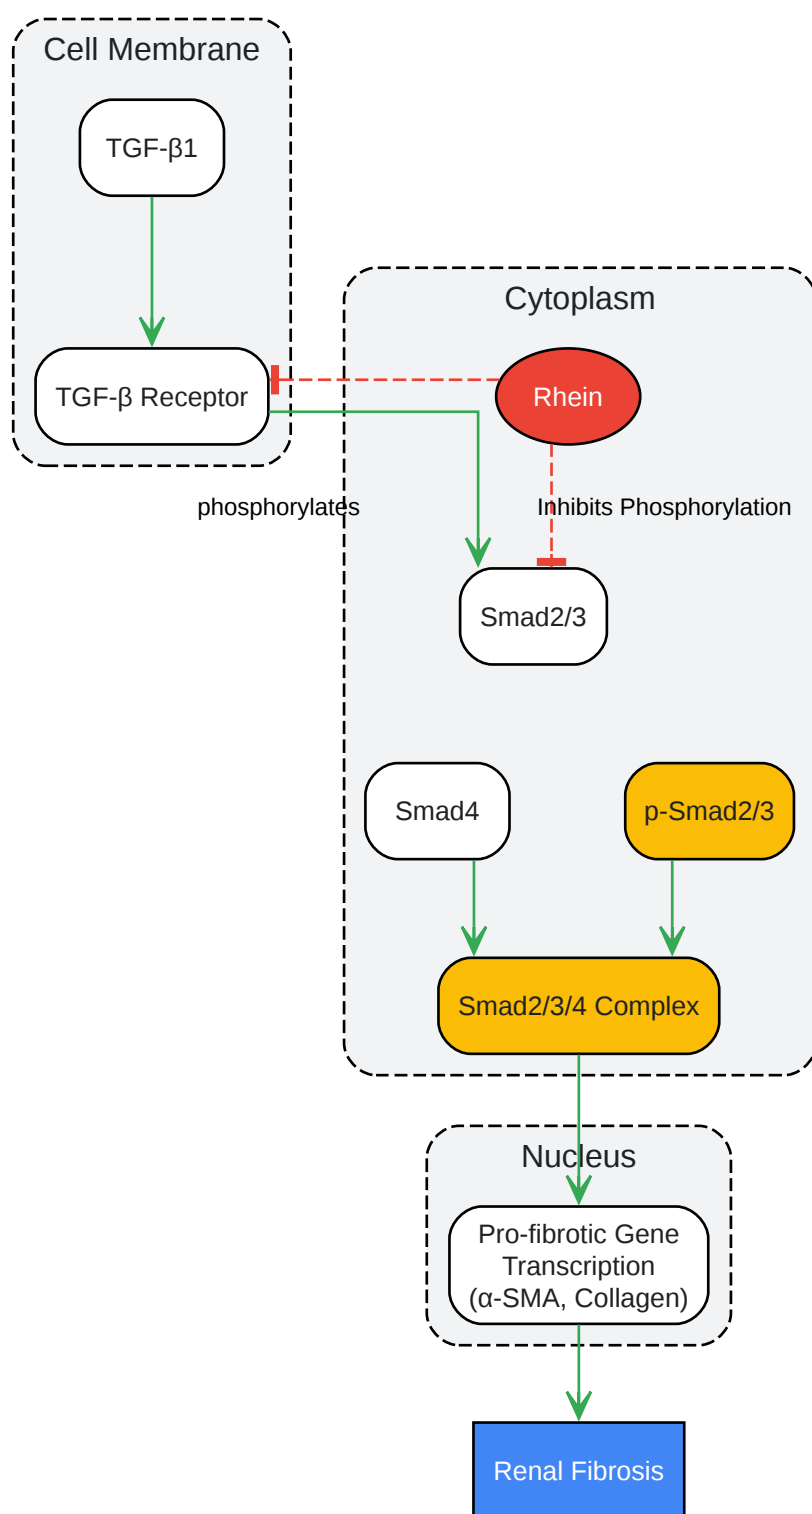 Cell Membrane
TGF-β1
TGF-β Receptor
Cytoplasm
Rhein
phosphorylates
Inhibits Phosphorylation
Smad2/3
Smad4
p-Smad2/3
Smad2/3/4 Complex
Nucleus
Pro-fibrotic Gene
Transcription
(α-SMA, Collagen)
Renal Fibrosis